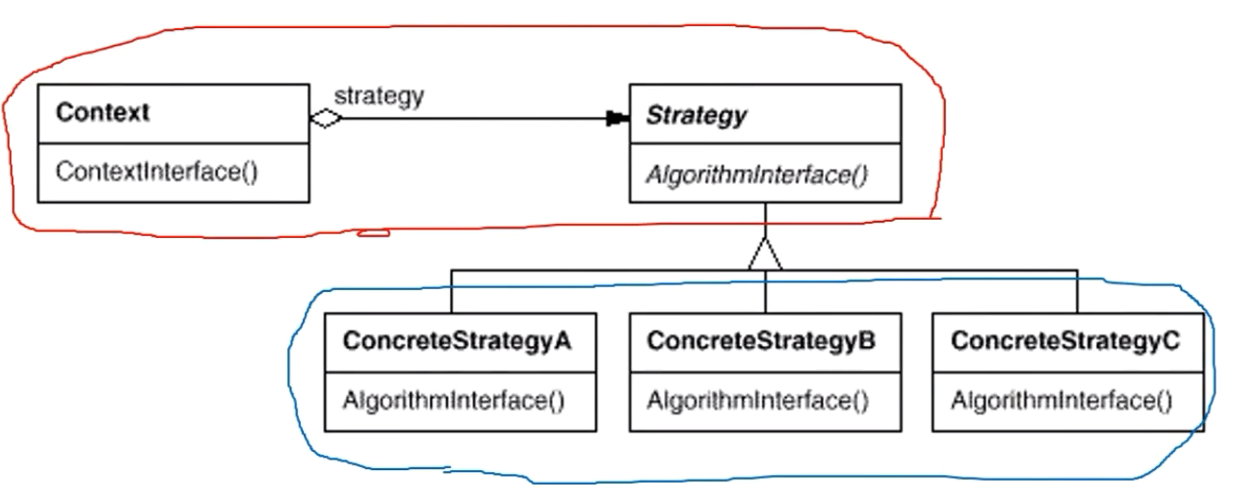 strategy
Context
Strategy
ContextInterface()
AlgorithmInterface()
ConcreteStrategyA
ConcreteStrategyB
ConcreteStrategyC
AlgorithmInterface()
AlgorithmInterface()
AlgorithmInterface()